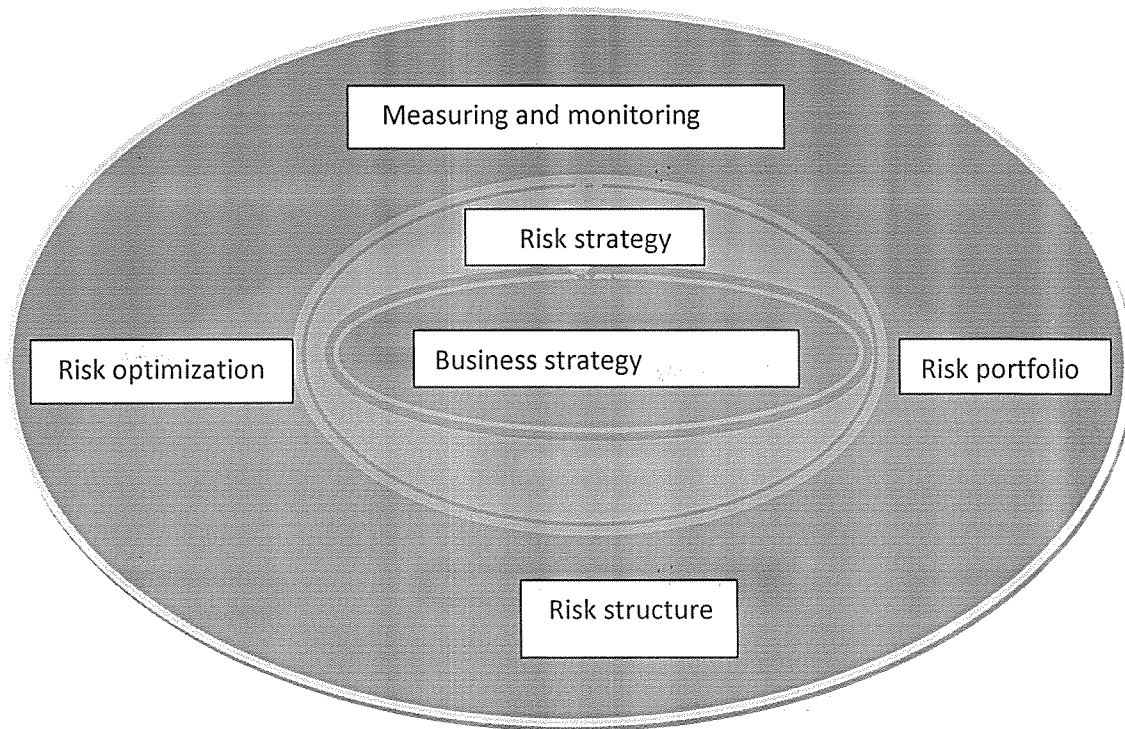 Measuring and monitoring
Risk strategy
Risk optimization
Business strategy
Risk portfolio
Risk structure